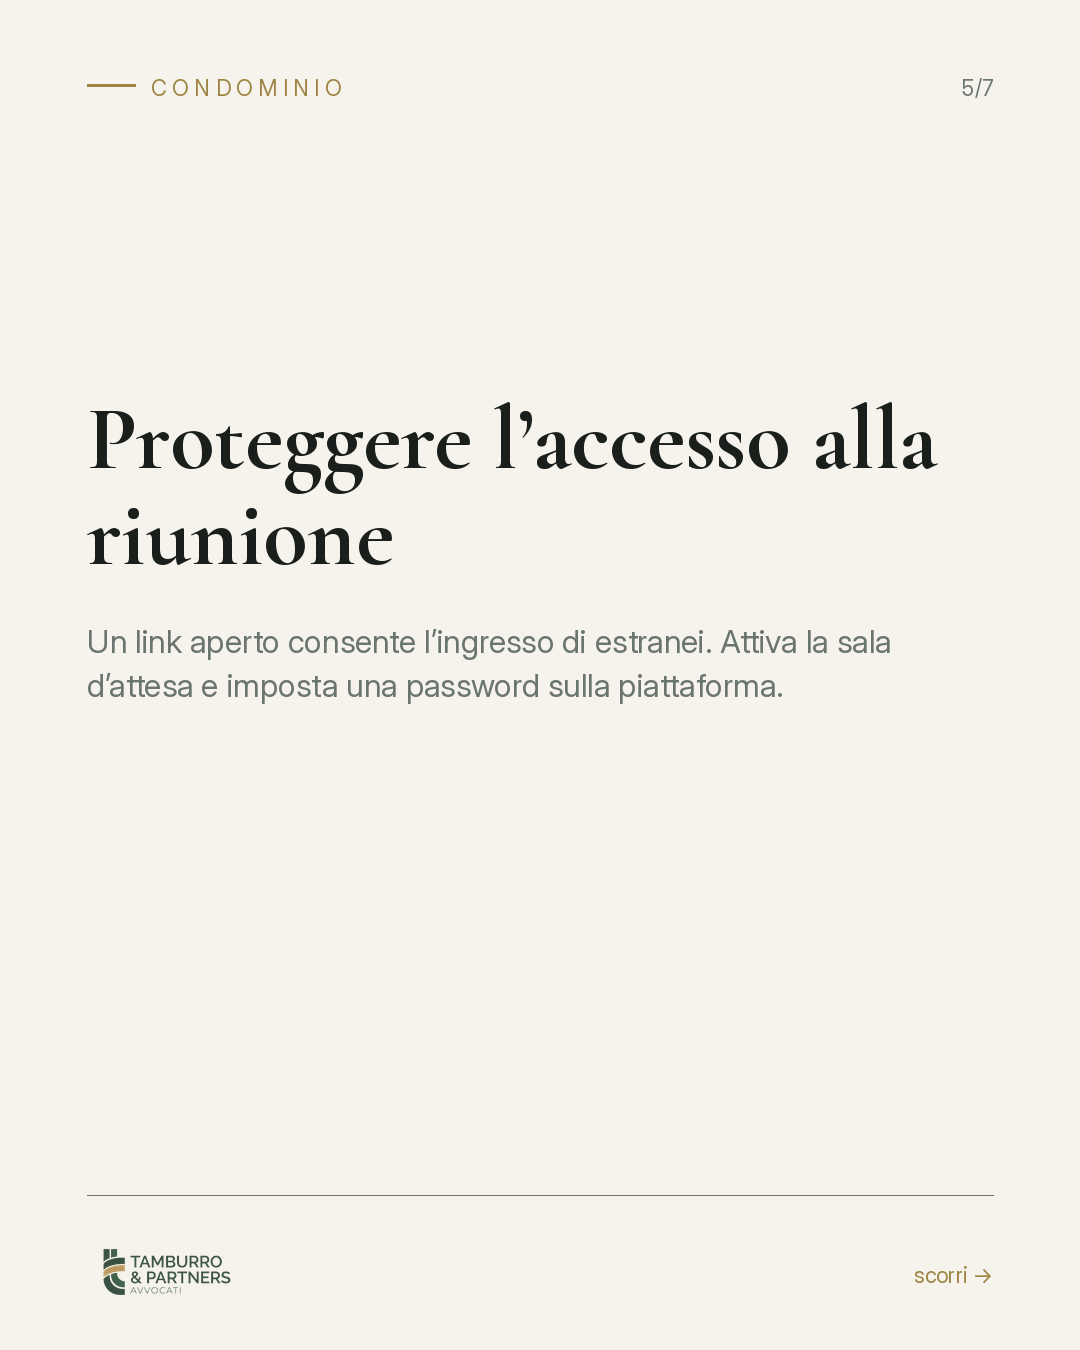 CONDOMINIO
5/7
Proteggere l’accesso alla
riunione
Un link aperto consente l’ingresso di estranei. Attiva la sala
d’attesa e imposta una password sulla piattaforma.
TAMBURRO
& PARTNERS
AVVOCATI
scorri →